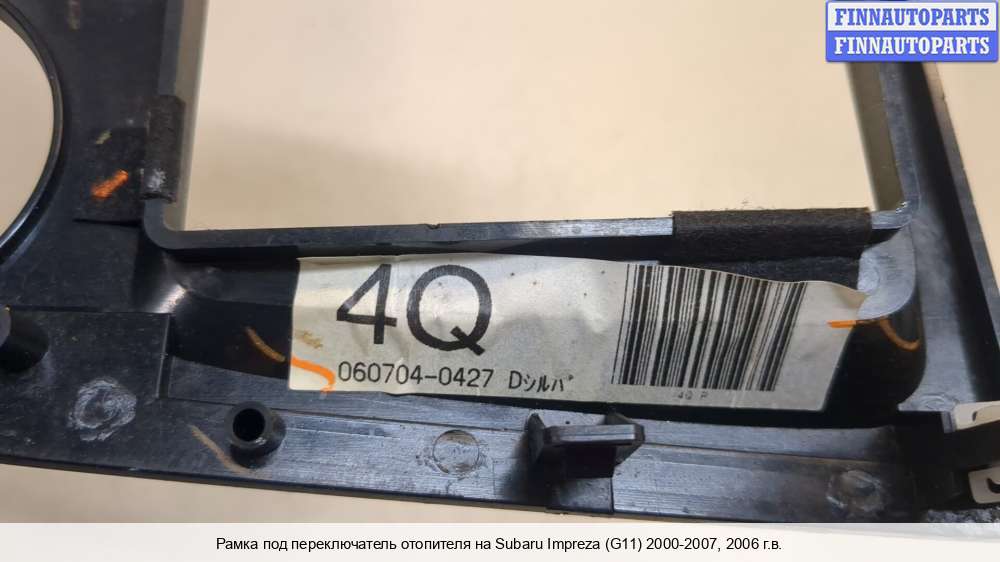 FINNAUTOPARTS
FINNAUTOPARTS
4Q
060704-0427 Dシルバ
4Q P
Рамка под переключатель отопителя на Subaru Impreza (G11) 2000-2007, 2006 г.в.